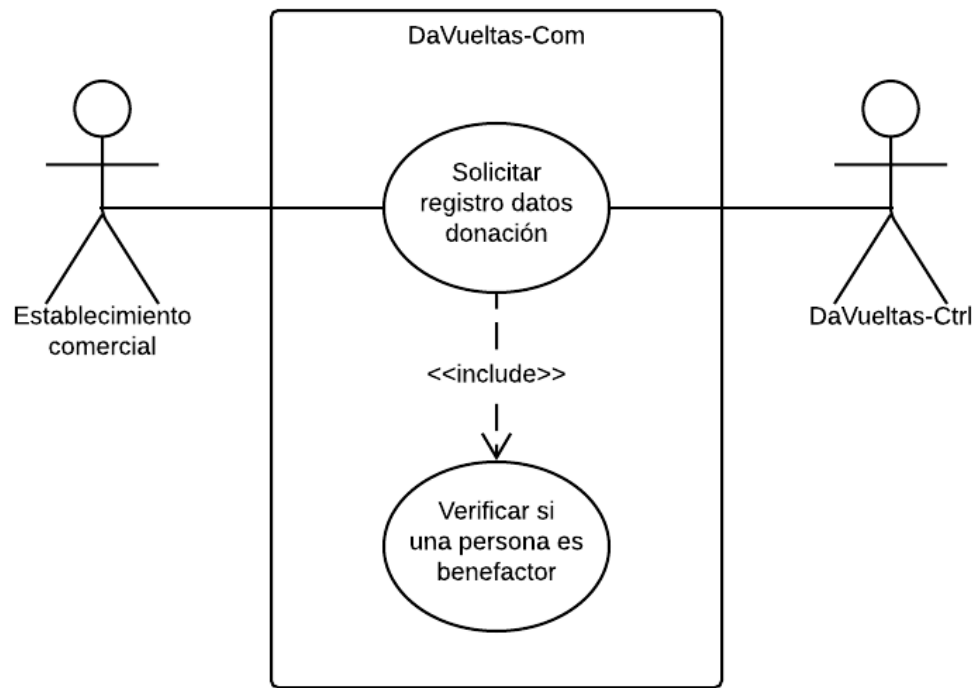 DaVueltas-Com
Solicitar
registro datos
donación
Establecimiento
comercial
DaVueltas-Ctrl
<<include>>
Verificar si
una persona es
benefactor